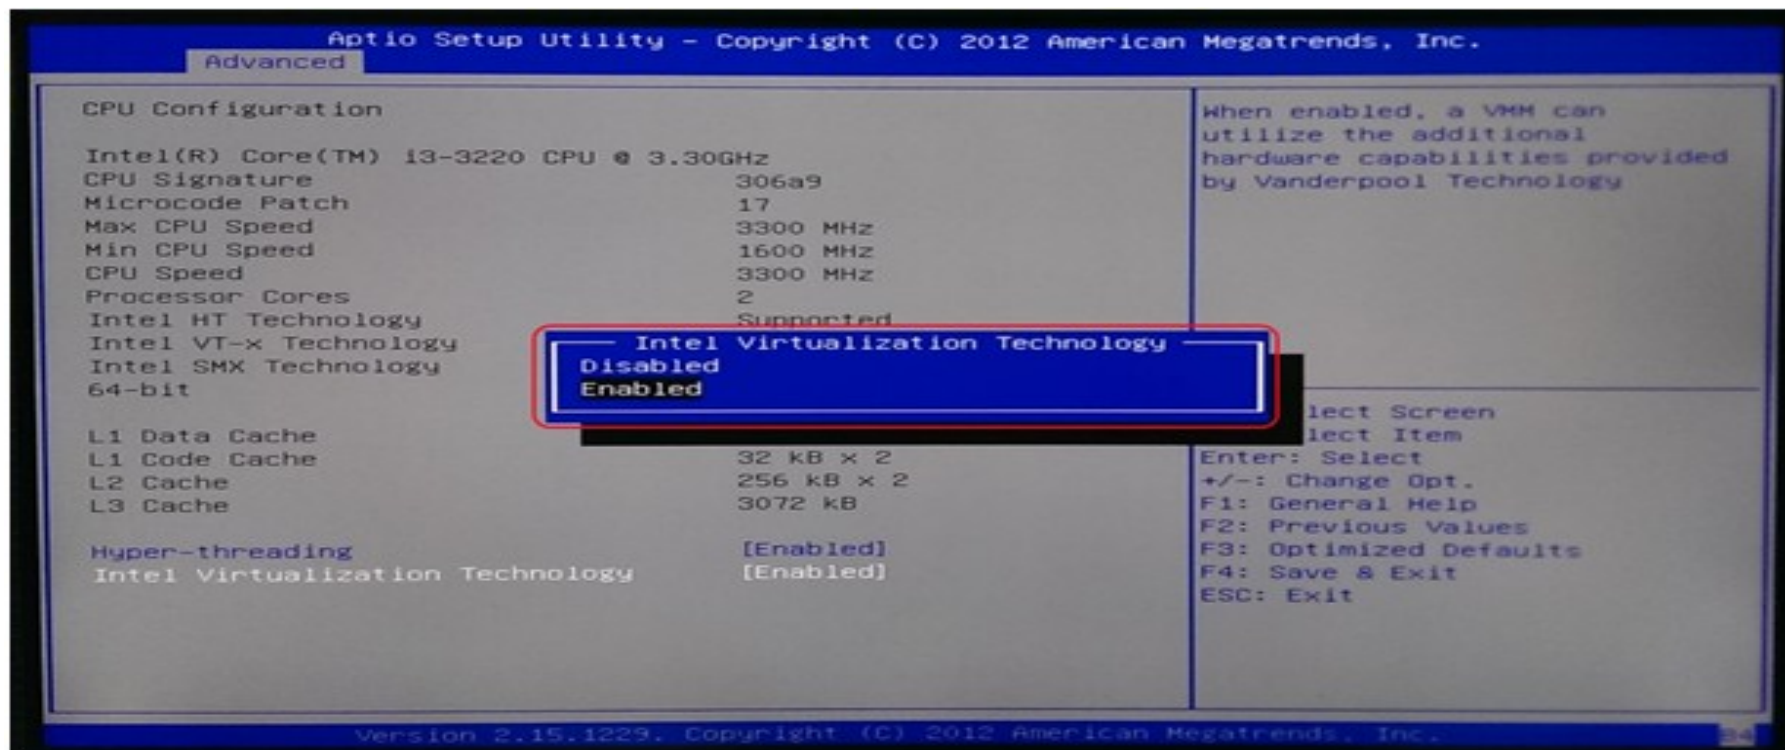 Aptio Setup Utility – Copyright (C) 2012 American Megatrends, Inc.
Advanced
CPU Configuration
Intel(R) Core(TM) i3-3220 CPU @ 3.30GHz
CPU Signature 306a9
Microcode Patch 17
Max CPU Speed 3300 MHz
Min CPU Speed 1600 MHz
CPU Speed 3300 MHz
Processor Cores 2
Intel HT Technology Supported
Intel VT-x Technology
Intel SMX Technology
64-bit
L1 Data Cache
L1 Code Cache 32 kB x 2
L2 Cache 256 kB x 2
L3 Cache 3072 kB
Hyper-threading [Enabled]
Intel Virtualization Technology [Enabled]
Intel Virtualization Technology
Disabled
Enabled
When enabled, a VMM can
utilize the additional
hardware capabilities provided
by Vanderpool Technology
lect Screen
lect Item
Enter: Select
+/-: Change Opt.
F1: General Help
F2: Previous Values
F3: Optimized Defaults
F4: Save & Exit
ESC: Exit
Version 2.15.1229. Copyright (C) 2012 American Megatrends, Inc.